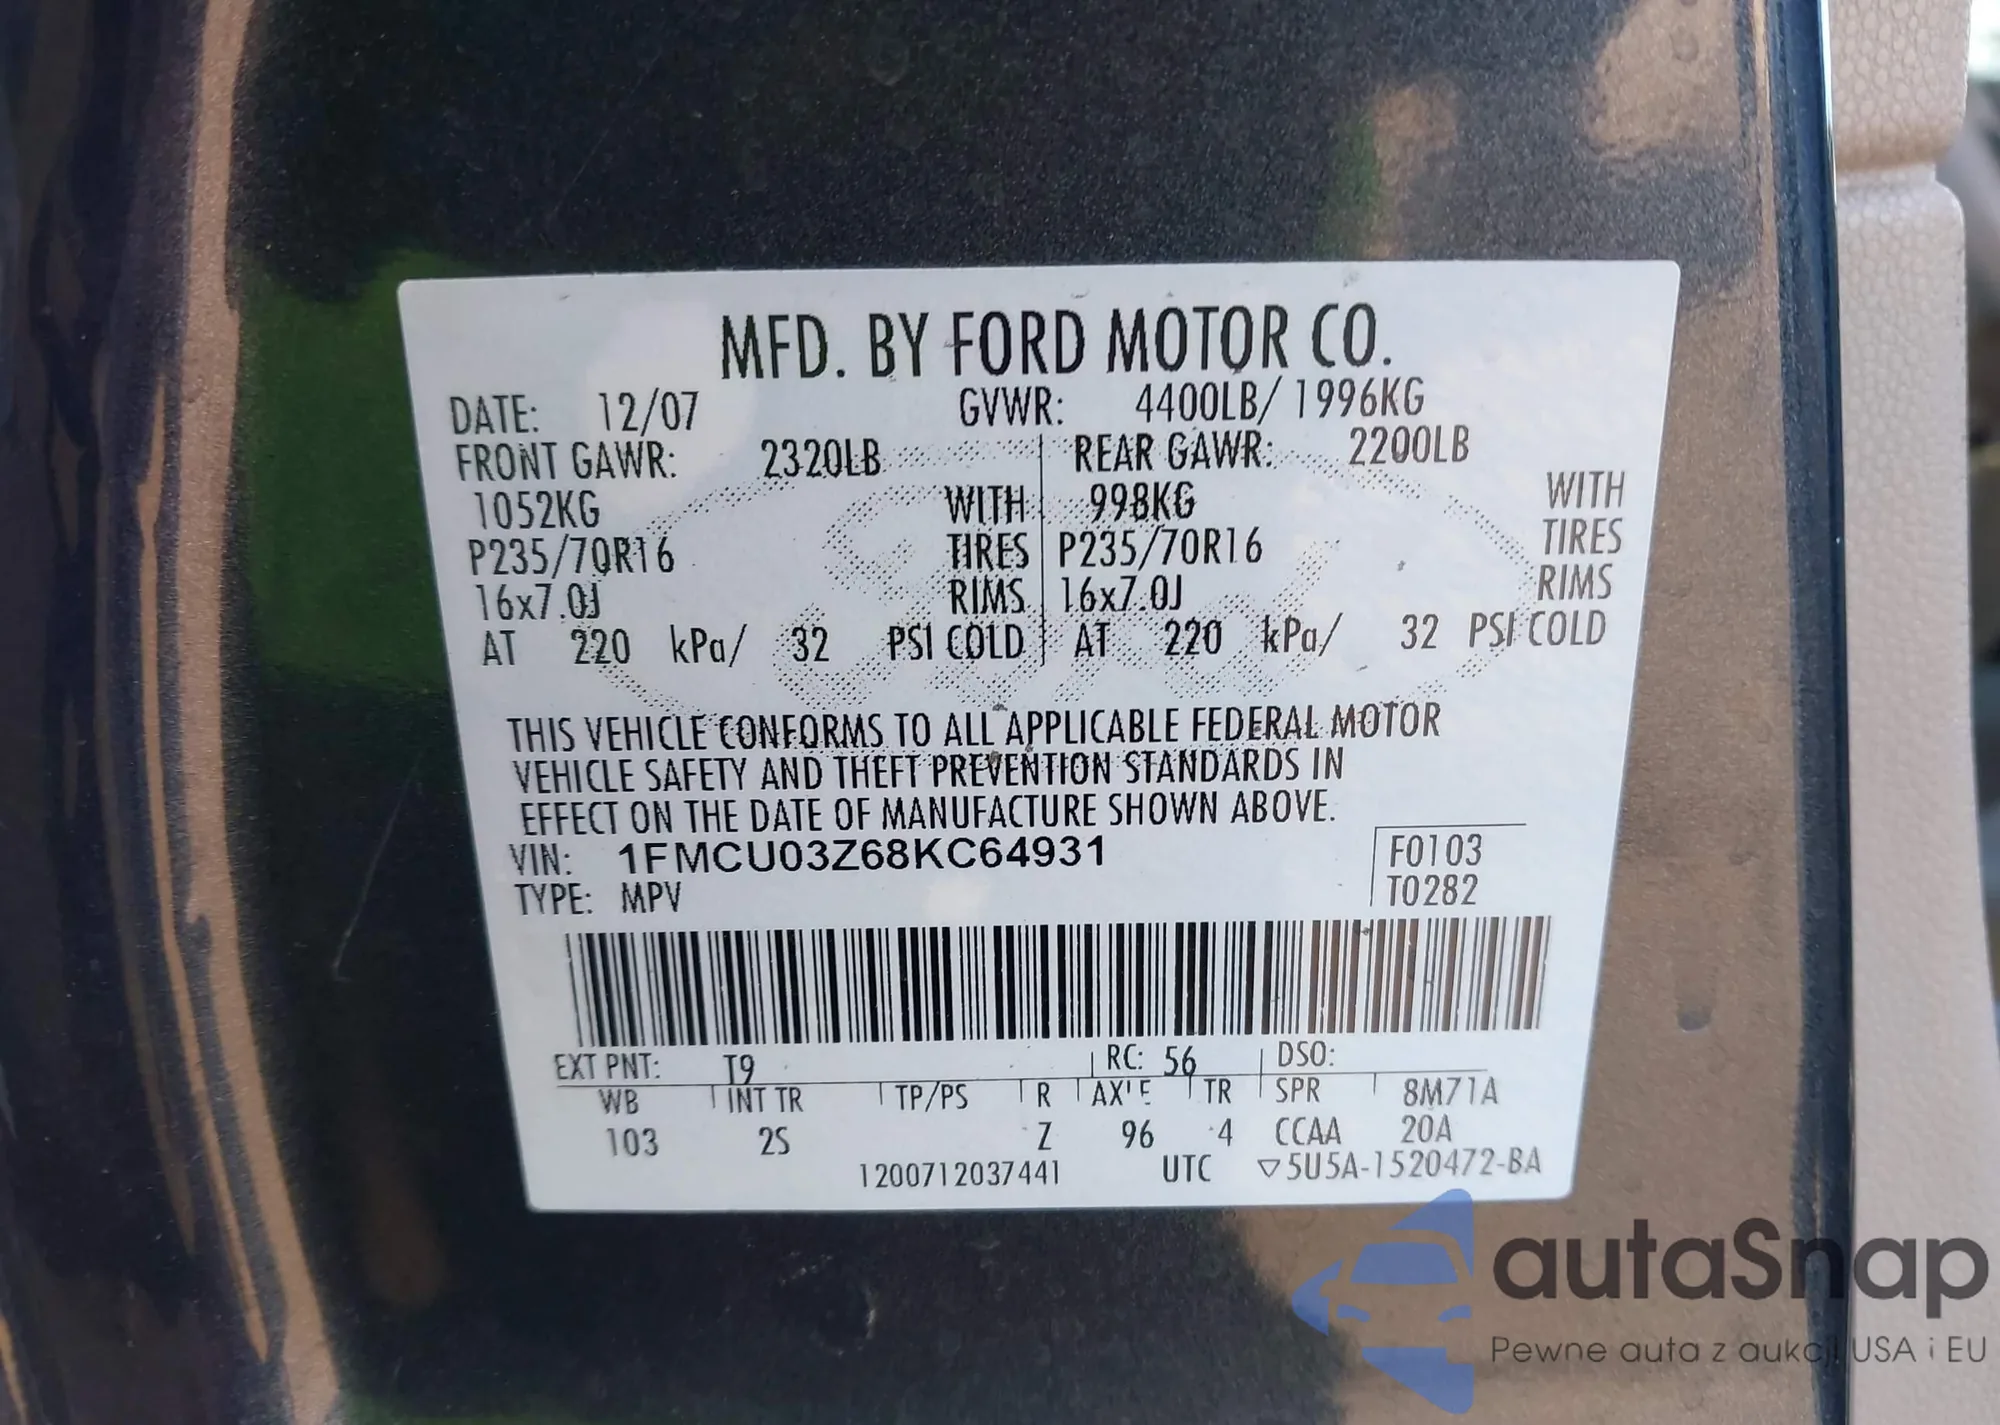 MFD. BY FORD MOTOR CO.
DATE: 12/07 GVWR: 4400LB/ 1996KG
FRONT GAWR: 2320LB REAR GAWR: 2200LB
1052KG WITH 998KG WITH
P235/70R16 TIRES P235/70R16 TIRES
16x7.0J RIMS 16x7.0J RIMS
AT 220 kPa/ 32 PSI COLD AT 220 kPa/ 32 PSI COLD
THIS VEHICLE CONFORMS TO ALL APPLICABLE FEDERAL MOTOR
VEHICLE SAFETY AND THEFT PREVENTION STANDARDS IN
EFFECT ON THE DATE OF MANUFACTURE SHOWN ABOVE.
VIN: 1FMCU03Z68KC64931 F0103
TYPE: MPV T0282
EXT PNT: T9 RC: 56 DSO:
WB INT TR TP/PS R AXLE TR SPR 8M71A
103 2S Z 96 4 CCAA 20A
1200712037441 UTC ▽5U5A-1520472-BA
autaSnap
Pewne auta z aukcji USA i EU